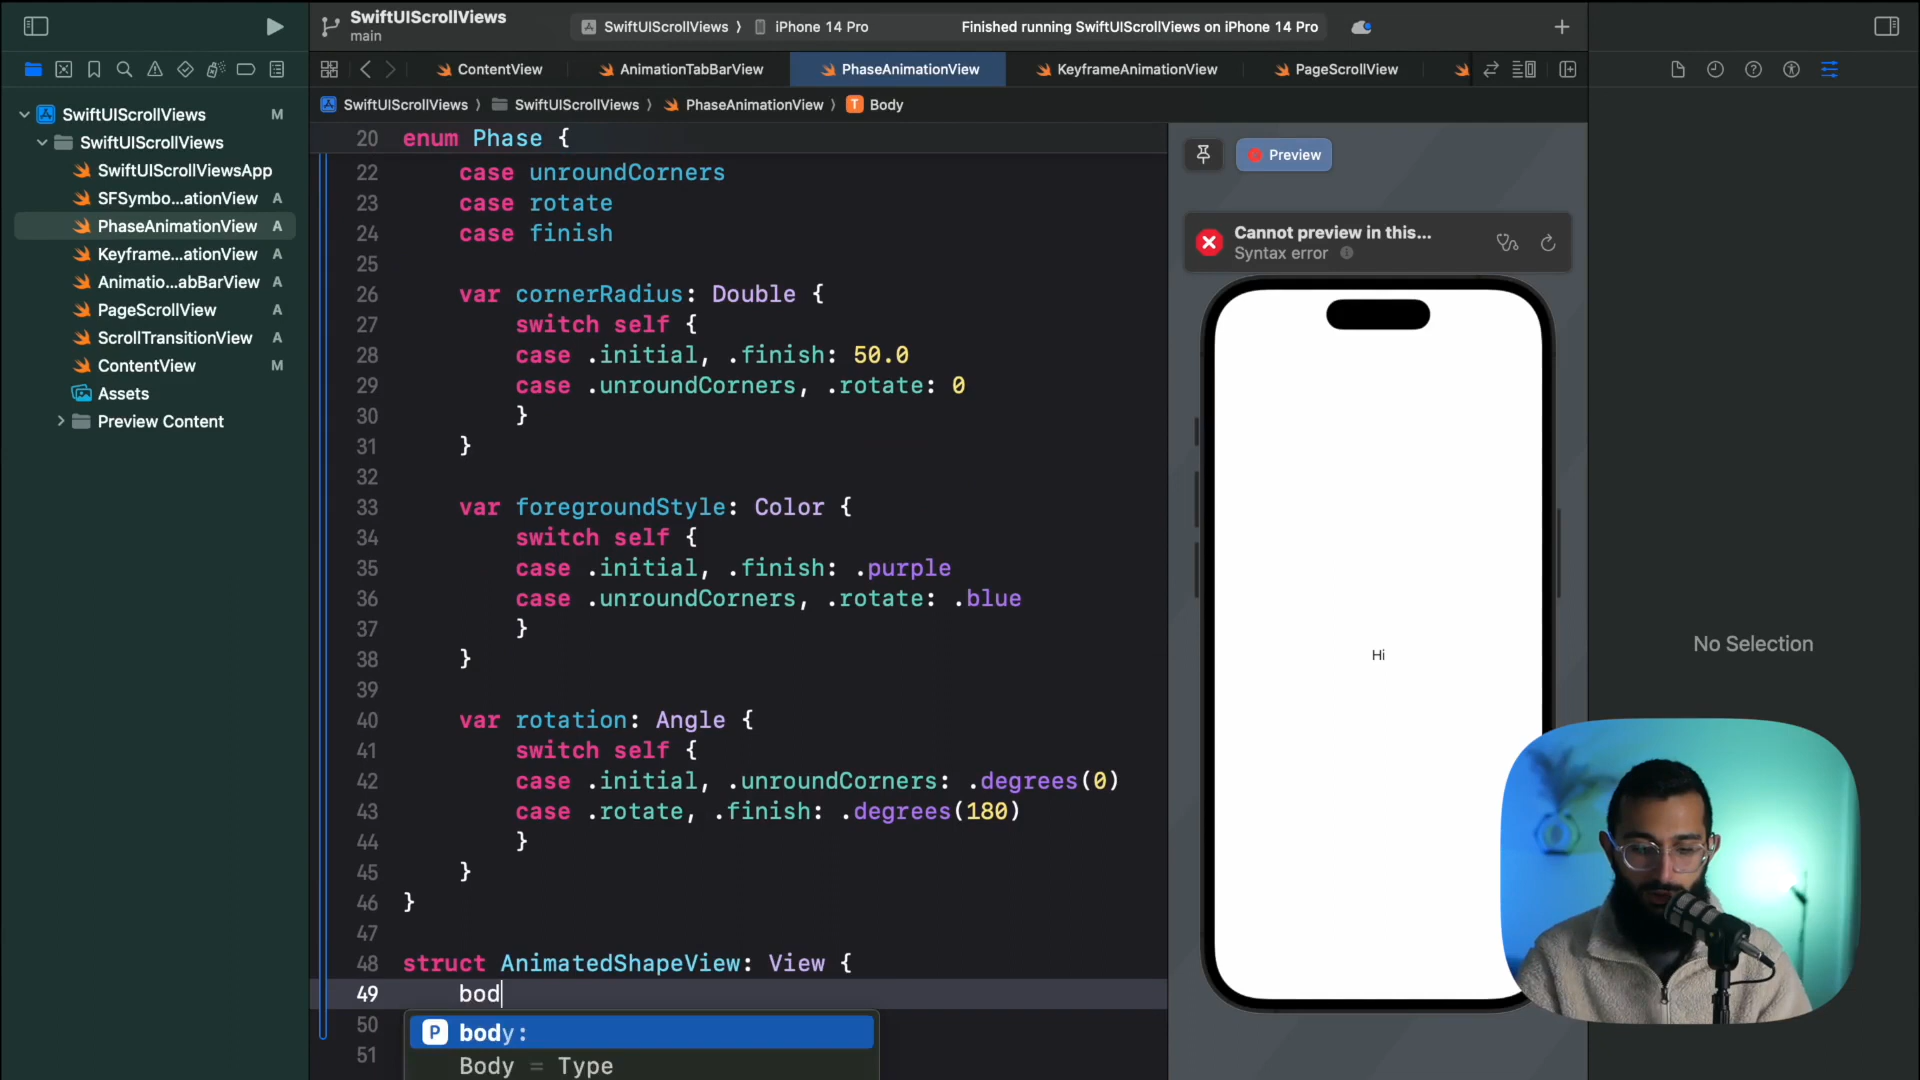 SwiftUIScrollViews
main
SwiftUIScrollViews 〉 iPhone 14 Pro
Finished running SwiftUIScrollViews on iPhone 14 Pro
ContentView
AnimationTabBarView
PhaseAnimationView
KeyframeAnimationView
PageScrollView
SwiftUIScrollViews 〉 SwiftUIScrollViews 〉 PhaseAnimationView 〉 T Body
SwiftUIScrollViews M
SwiftUIScrollViews
SwiftUIScrollViewsApp
SFSymbo...ationView A
PhaseAnimationView A
Keyframe...ationView A
Animatio...abBarView A
PageScrollView A
ScrollTransitionView A
ContentView M
Assets
Preview Content
20 enum Phase {
22 case unroundCorners
23 case rotate
24 case finish
25
26 var cornerRadius: Double {
27 switch self {
28 case .initial, .finish: 50.0
29 case .unroundCorners, .rotate: 0
30 }
31 }
32
33 var foregroundStyle: Color {
34 switch self {
35 case .initial, .finish: .purple
36 case .unroundCorners, .rotate: .blue
37 }
38 }
39
40 var rotation: Angle {
41 switch self {
42 case .initial, .unroundCorners: .degrees(0)
43 case .rotate, .finish: .degrees(180)
44 }
45 }
46 }
47
48 struct AnimatedShapeView: View {
49 bod
50
51
P body:
Body = Type
Preview
Cannot preview in this...
Syntax error
Hi
No Selection